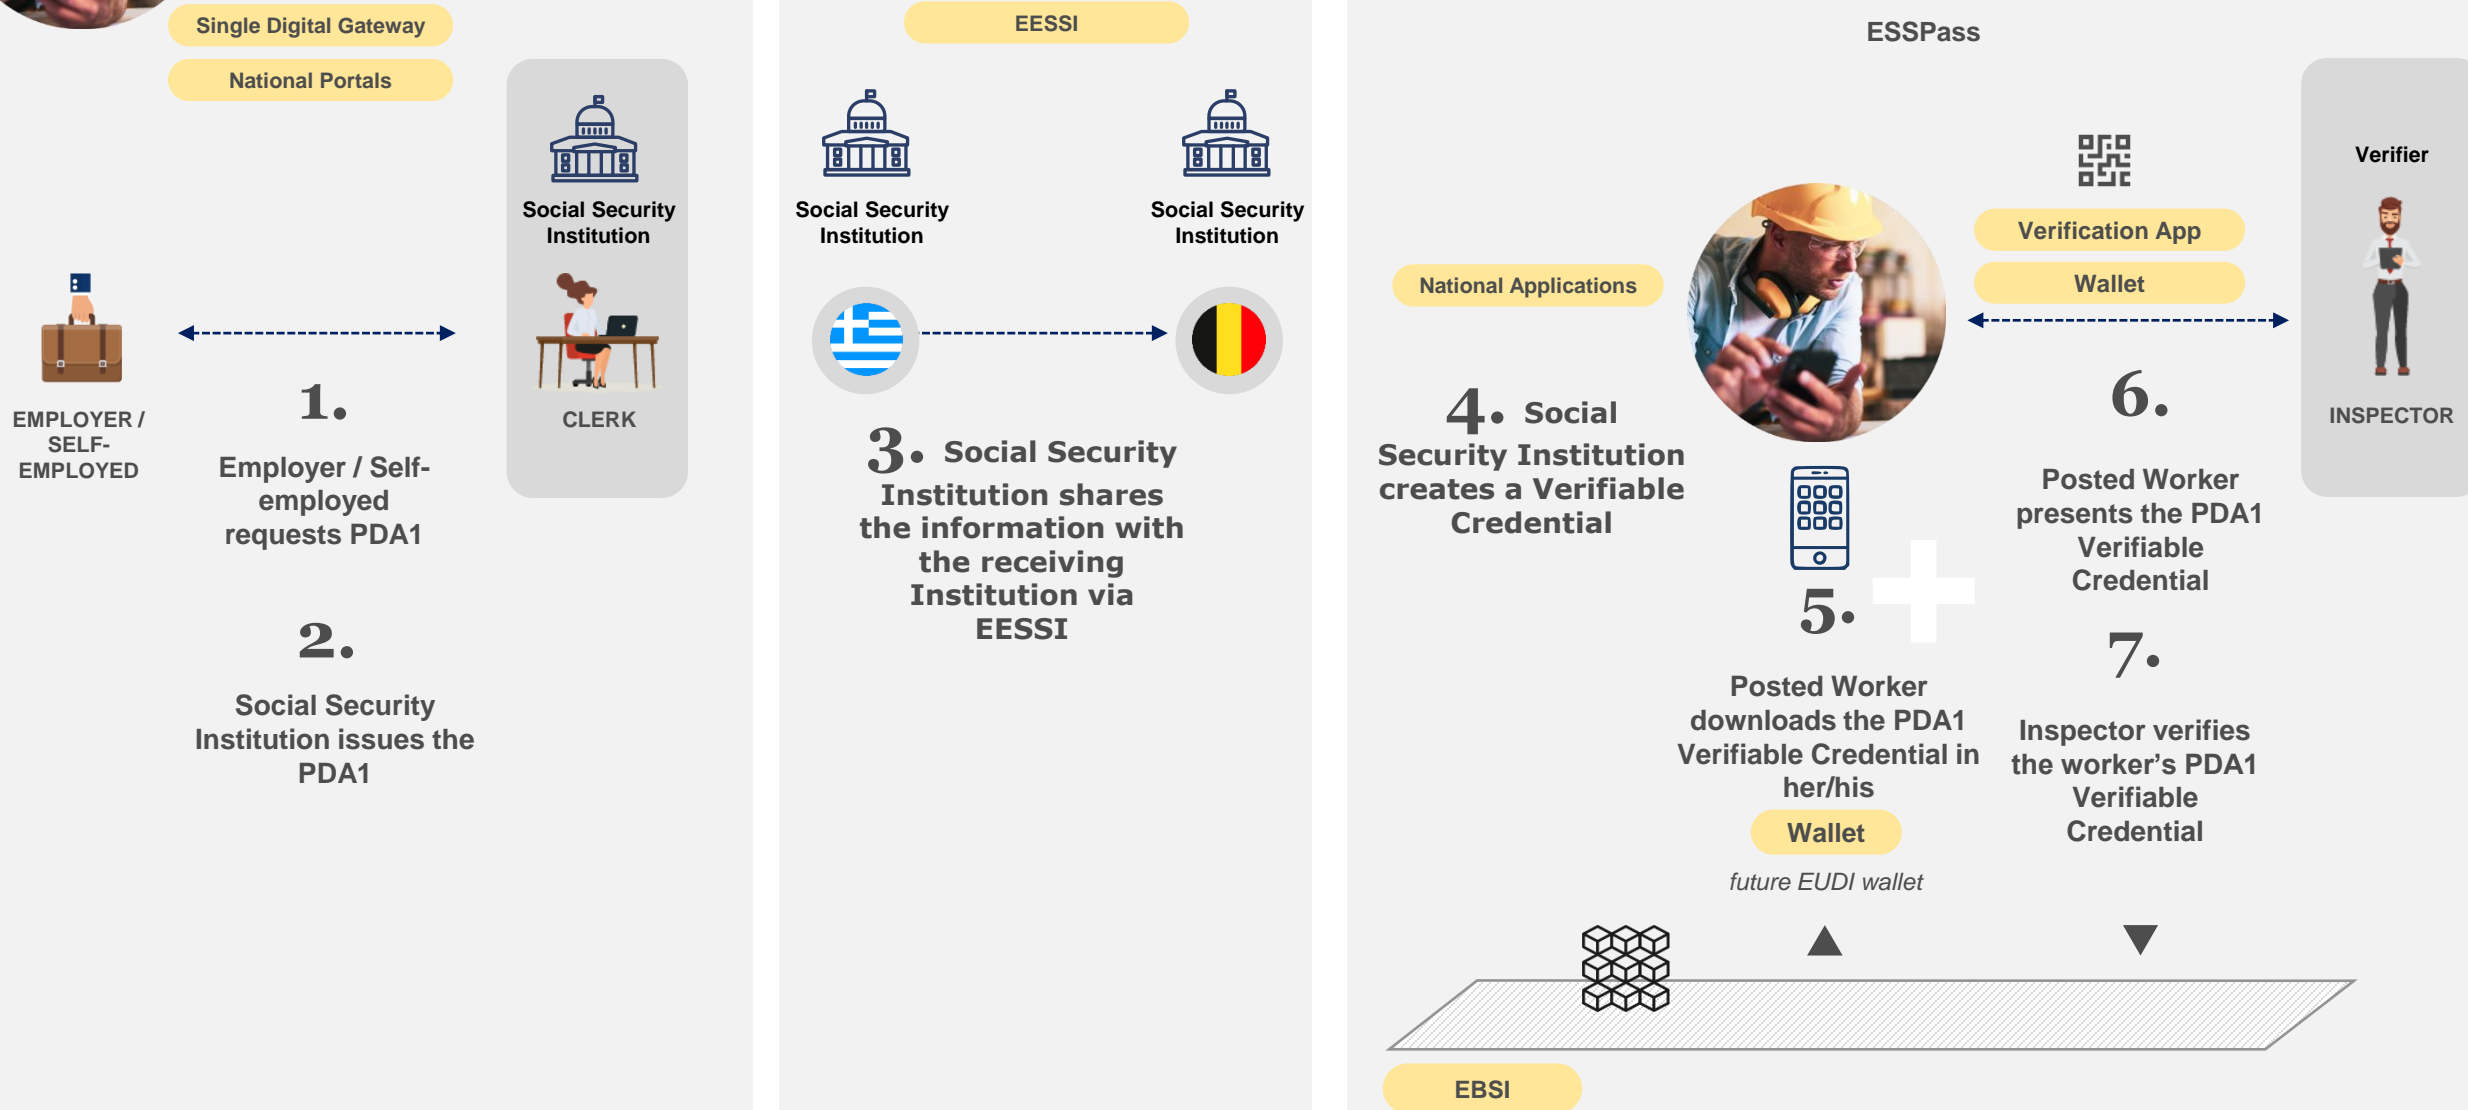 Single Digital Gateway
National Portals
Social Security
Institution
EMPLOYER /
SELF-
EMPLOYED
CLERK
1.
Employer / Self-
employed
requests PDA1
2.
Social Security
Institution issues the
PDA1
EESSI
Social Security
Institution
Social Security
Institution
3. Social Security
Institution shares
the information with
the receiving
Institution via
EESSI
ESSPass
National Applications
4. Social
Security Institution
creates a Verifiable
Credential
5.
Posted Worker
downloads the PDA1
Verifiable Credential in
her/his
Wallet
future EUDI wallet
Verification App
Wallet
6.
Posted Worker
presents the PDA1
Verifiable
Credential
7.
Inspector verifies
the worker’s PDA1
Verifiable
Credential
Verifier
INSPECTOR
EBSI